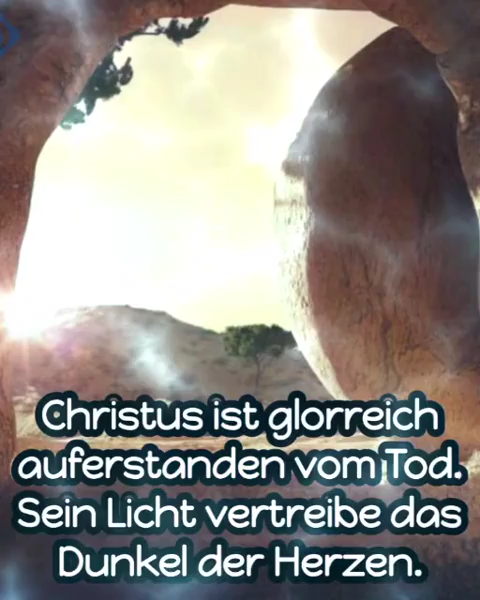 Christus ist glorreich
auferstanden vom Tod.
Sein Licht vertreibe das
Dunkel der Herzen.